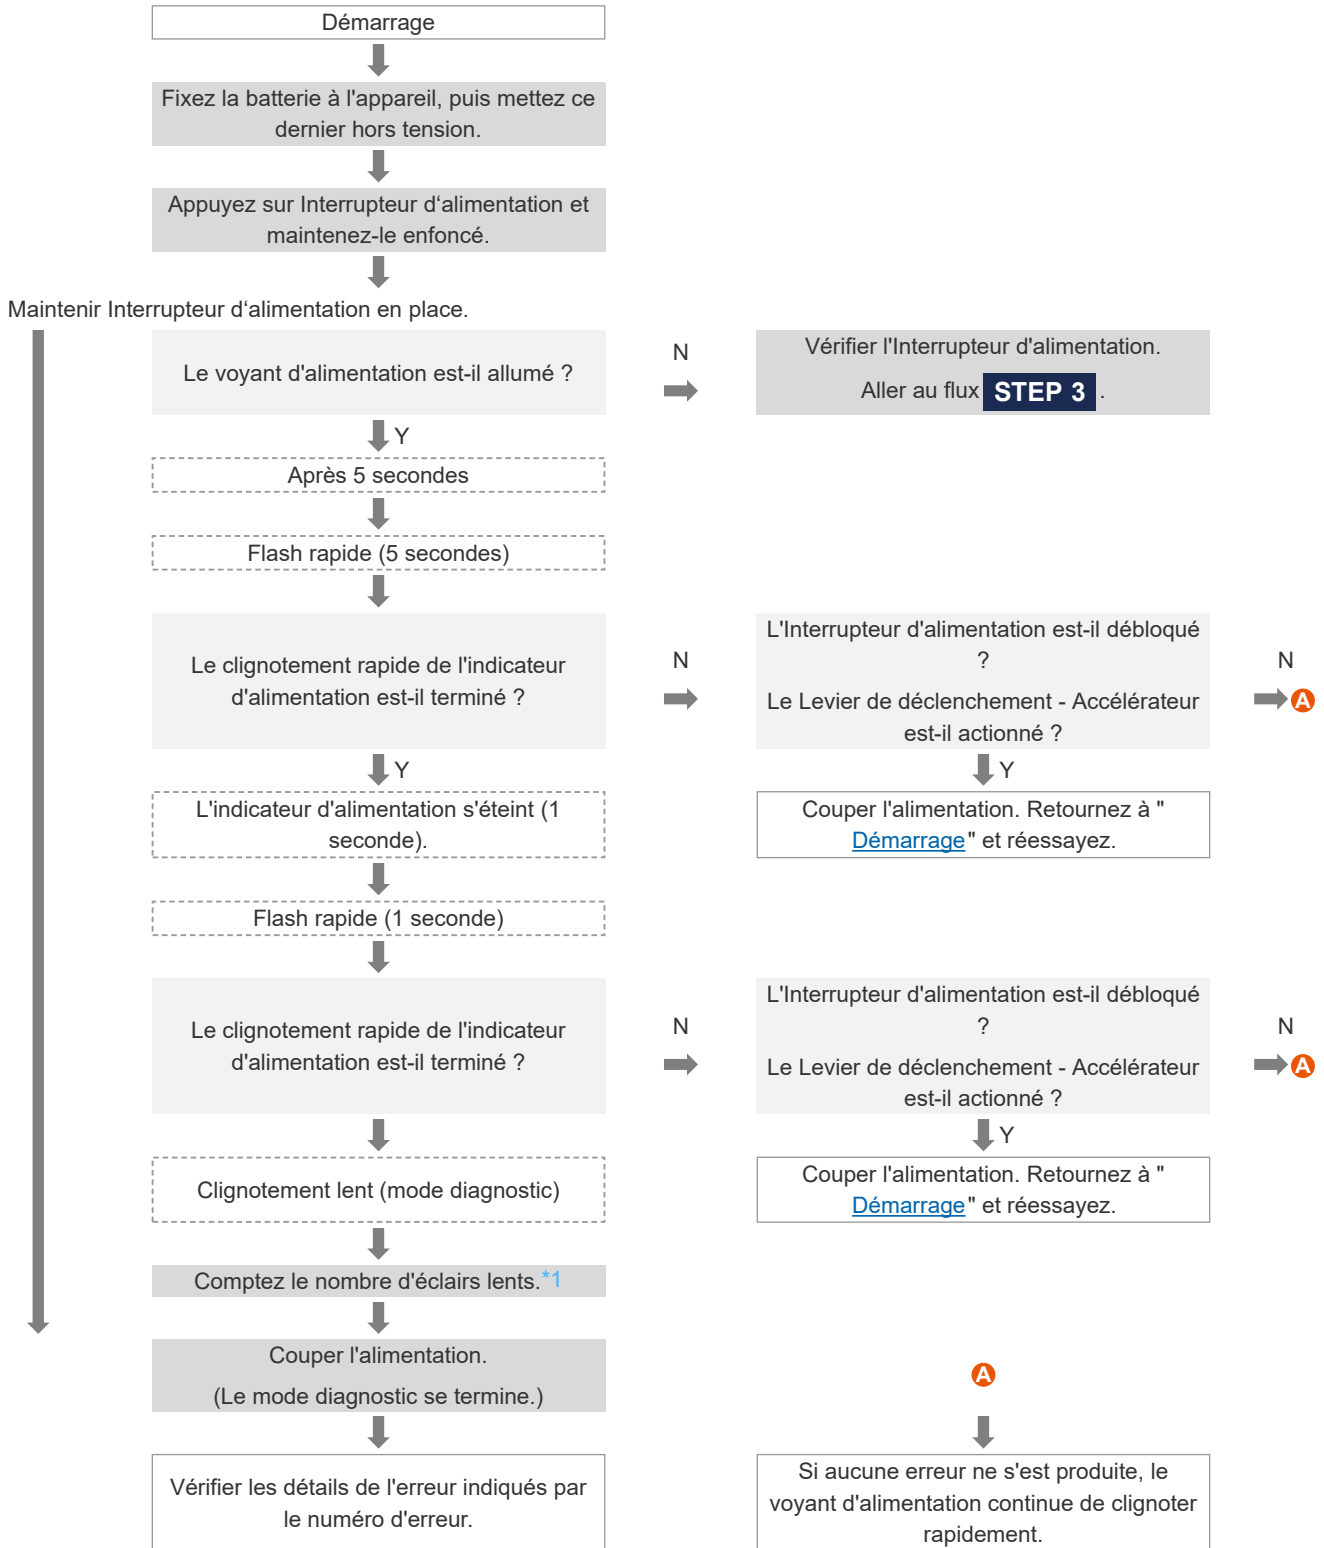 Démarrage
Fixez la batterie à l'appareil, puis mettez ce
dernier hors tension.
Appuyez sur Interrupteur d‘alimentation et
maintenez-le enfoncé.
Maintenir Interrupteur d‘alimentation en place.
Le voyant d'alimentation est-il allumé ?
N
Vérifier l'Interrupteur d'alimentation.
Aller au flux STEP 3 .
Y
Après 5 secondes
Flash rapide (5 secondes)
Le clignotement rapide de l'indicateur
d'alimentation est-il terminé ?
N
L'Interrupteur d'alimentation est-il débloqué
?
Le Levier de déclenchement - Accélérateur
est-il actionné ?
N
A
Y
L'indicateur d'alimentation s'éteint (1
seconde).
Y
Couper l'alimentation. Retournez à "
Démarrage" et réessayez.
Flash rapide (1 seconde)
Le clignotement rapide de l'indicateur
d'alimentation est-il terminé ?
N
L'Interrupteur d'alimentation est-il débloqué
?
Le Levier de déclenchement - Accélérateur
est-il actionné ?
N
A
Clignotement lent (mode diagnostic)
Y
Couper l'alimentation. Retournez à "
Démarrage" et réessayez.
Comptez le nombre d'éclairs lents.*1
Couper l'alimentation.
(Le mode diagnostic se termine.)
Vérifier les détails de l'erreur indiqués par
le numéro d'erreur.
A
Si aucune erreur ne s'est produite, le
voyant d'alimentation continue de clignoter
rapidement.